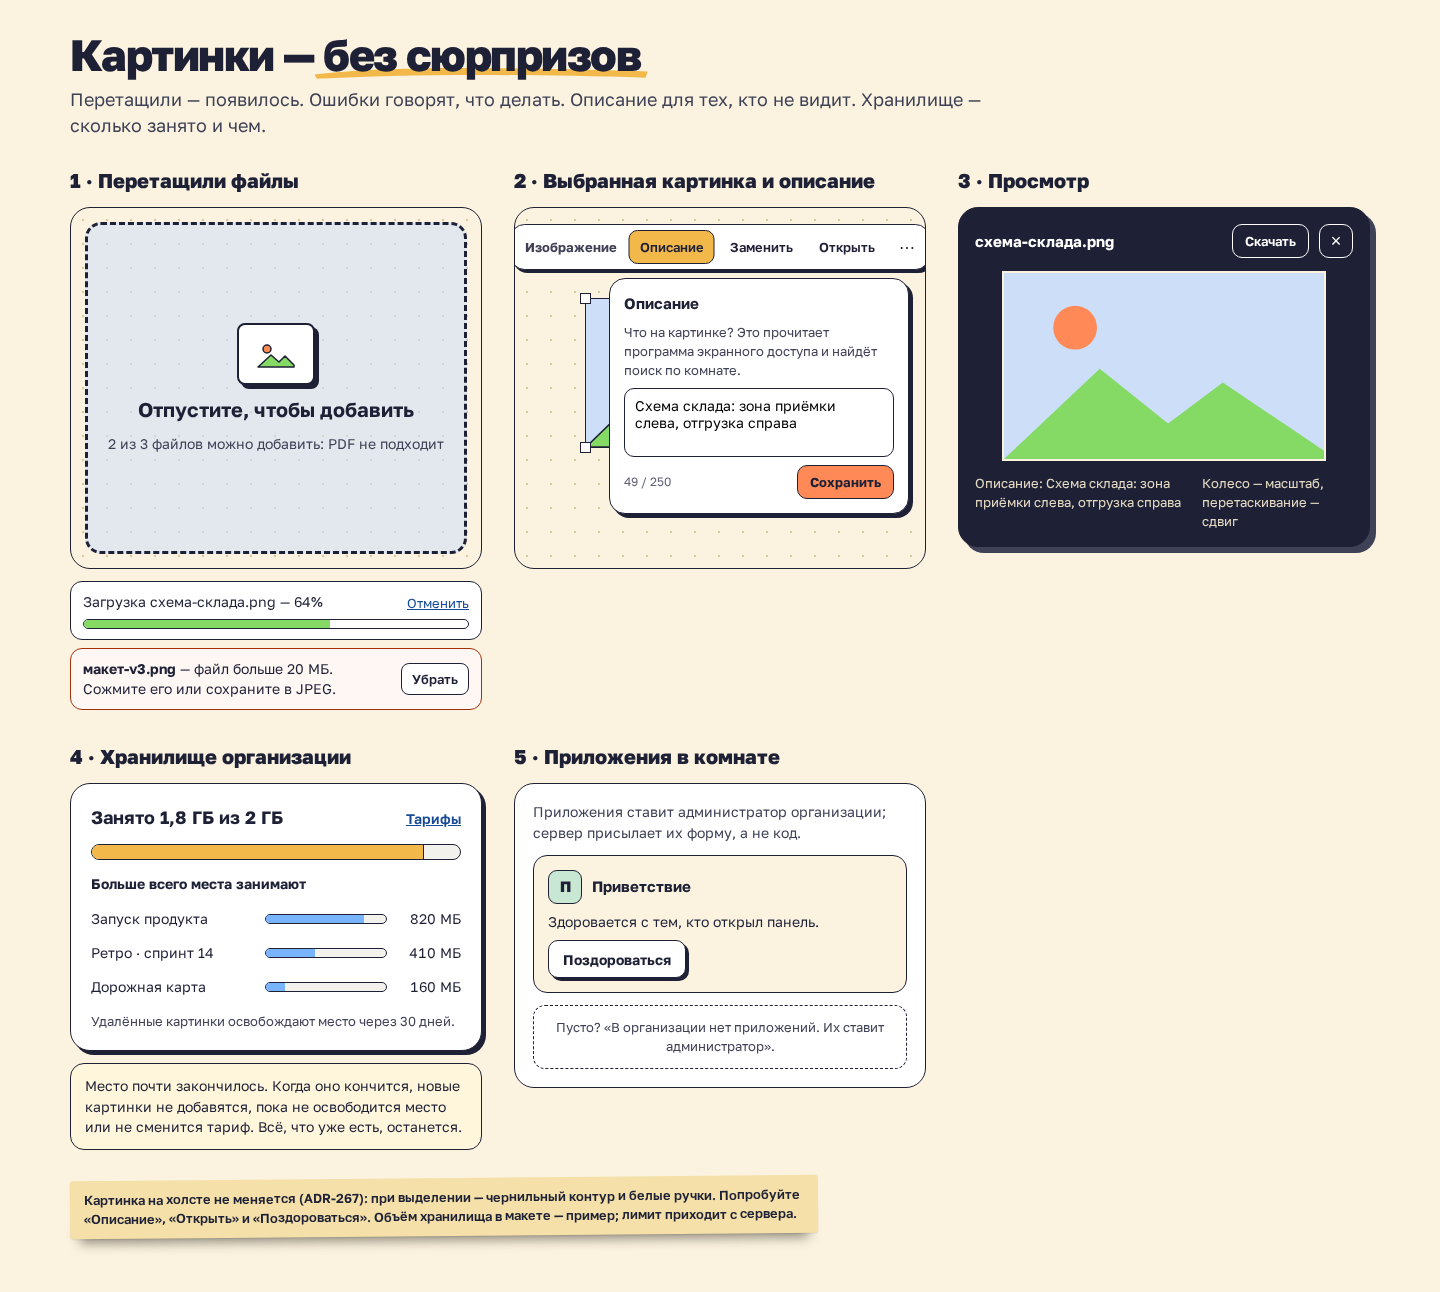 Картинки — без сюрпризов
Перетащили — появилось. Ошибки говорят, что делать. Описание для тех, кто не видит. Хранилище —
сколько занято и чем.
1 · Перетащили файлы
Отпустите, чтобы добавить
2 из 3 файлов можно добавить: PDF не подходит
Загрузка схема-склада.png — 64%
Отменить
макет-v3.png — файл больше 20 МБ.
Сожмите его или сохраните в JPEG.
Убрать
2 · Выбранная картинка и описание
Изображение
Описание
Заменить
Открыть
···
Описание
Что на картинке? Это прочитает
программа экранного доступа и найдёт
поиск по комнате.
Схема склада: зона приёмки
слева, отгрузка справа
49 / 250
Сохранить
3 · Просмотр
схема-склада.png
Скачать
×
Описание: Схема склада: зона
приёмки слева, отгрузка справа
Колесо — масштаб,
перетаскивание —
сдвиг
4 · Хранилище организации
Занято 1,8 ГБ из 2 ГБ
Тарифы
Больше всего места занимают
Запуск продукта
820 МБ
Ретро · спринт 14
410 МБ
Дорожная карта
160 МБ
Удалённые картинки освобождают место через 30 дней.
Место почти закончилось. Когда оно кончится, новые
картинки не добавятся, пока не освободится место
или не сменится тариф. Всё, что уже есть, останется.
5 · Приложения в комнате
Приложения ставит администратор организации;
сервер присылает их форму, а не код.
П
Приветствие
Здоровается с тем, кто открыл панель.
Поздороваться
Пусто? «В организации нет приложений. Их ставит
администратор».
Картинка на холсте не меняется (ADR-267): при выделении — чернильный контур и белые ручки. Попробуйте
«Описание», «Открыть» и «Поздороваться». Объём хранилища в макете — пример; лимит приходит с сервера.